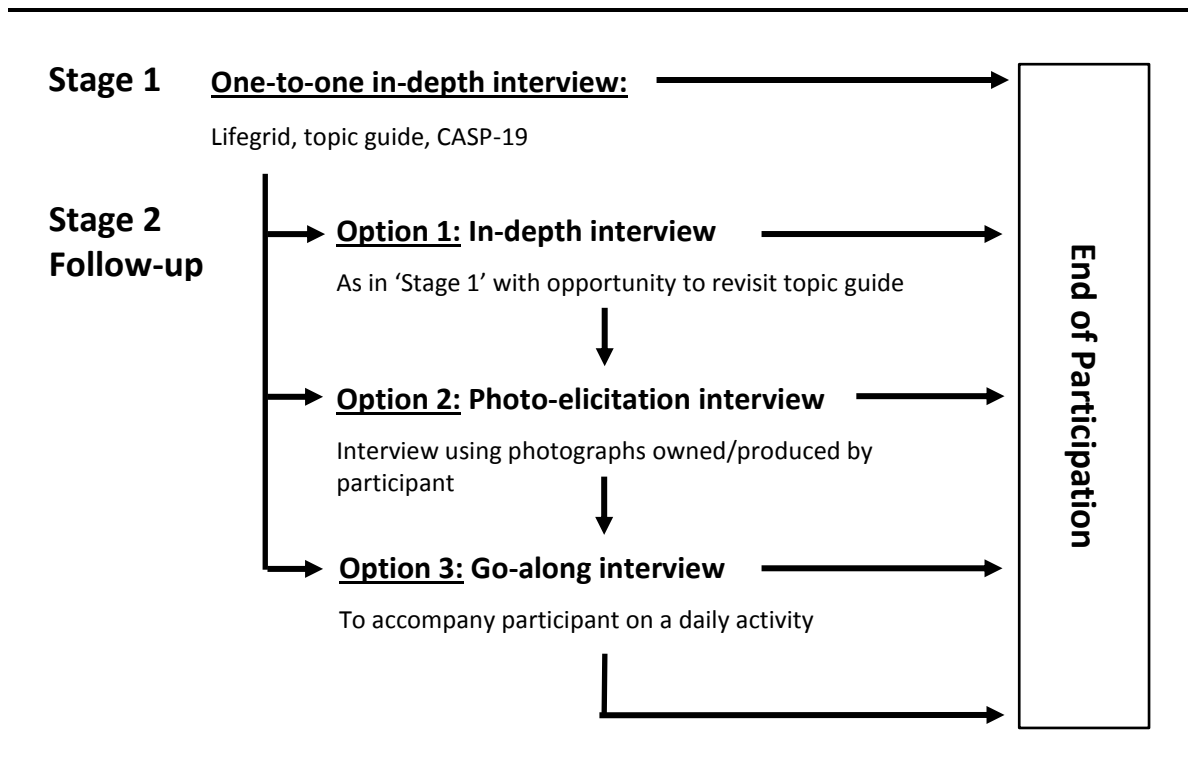 Stage 1 One-to-one in-depth interview:
Lifegrid, topic guide, CASP-19
Stage 2
Follow-up
Option 1: In-depth interview
As in ‘Stage 1’ with opportunity to revisit topic guide
Option 2: Photo-elicitation interview
Interview using photographs owned/produced by
participant
Option 3: Go-along interview
To accompany participant on a daily activity
End of Participation